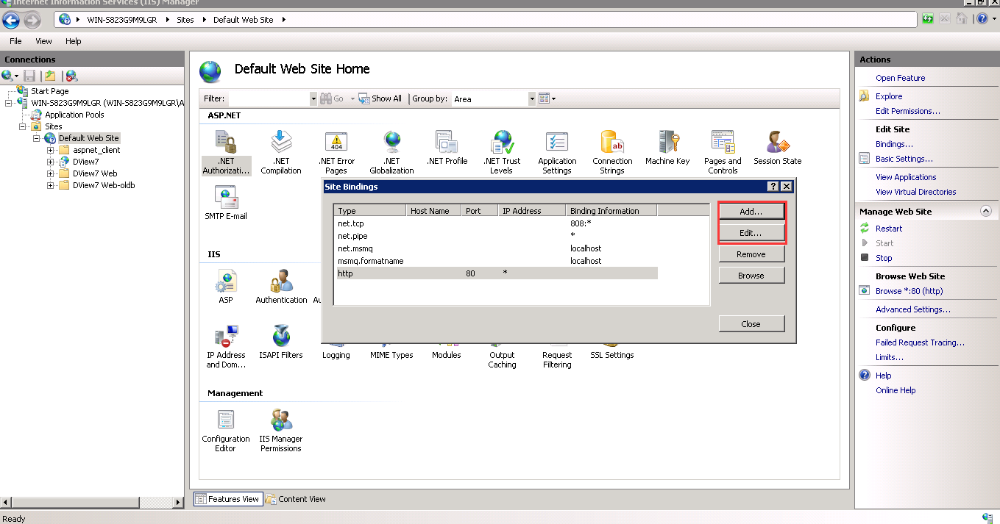 Internet Information Services (IIS) Manager
WIN-S823G9M9LGR Sites Default Web Site
File View Help
Connections
Start Page
WIN-S823G9M9LGR (WIN-S823G9M9LGR\A
Application Pools
Sites
Default Web Site
aspnet_client
DView7
DView7 Web
DView7 Web-oldb
Default Web Site Home
Filter: Go Show All Group by: Area
ASP.NET
.NET Authorizati...
.NET Compilation
404
.NET Error Pages
.NET Globalization
.NET Profile
.NET Trust Levels
Application Settings
ab
Connection Strings
Machine Key
Pages and Controls
Session State
SMTP E-mail
IIS
ASP
Authentication
Au
IP Address and Dom...
ISAPI Filters
Logging
MIME Types
Modules
Output Caching
Request Filtering
SSL Settings
Management
Configuration Editor
IIS Manager Permissions
Site Bindings
Type Host Name Port IP Address Binding Information
net.tcp 808:*
net.pipe *
net.msmq localhost
msmq.formatname localhost
http 80 *
Add...
Edit...
Remove
Browse
Close
Features View Content View
Actions
Open Feature
Explore
Edit Permissions...
Edit Site
Bindings...
Basic Settings...
View Applications
View Virtual Directories
Manage Web Site
Restart
Start
Stop
Browse Web Site
Browse *:80 (http)
Advanced Settings...
Configure
Failed Request Tracing...
Limits...
Help
Online Help
Ready